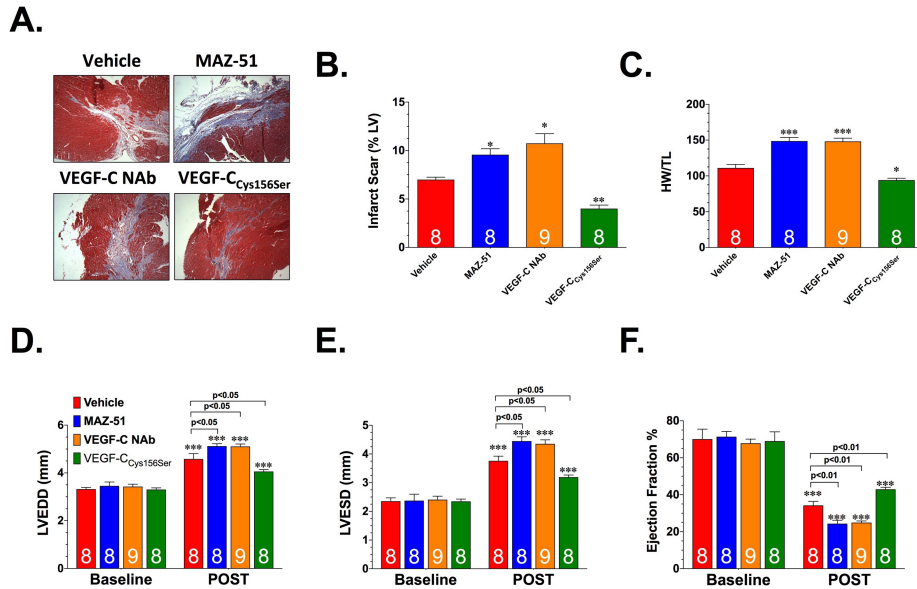 A.
Vehicle
MAZ-51
VEGF-C NAb
VEGF-C Cys156Ser
B.
Infarct Scar (% LV)
15
10
5
0
*
*
**
8
8
9
8
Vehicle
MAZ-51
VEGF-C NAb
VEGF-C Cys156Ser
C.
HW/TL
200
150
100
50
0
***
***
*
8
8
9
8
Vehicle
MAZ-51
VEGF-C NAb
VEGF-C Cys156Ser
D.
LVEDD (mm)
6
4
2
0
Vehicle
MAZ-51
VEGF-C NAb
VEGF-C Cys156Ser
p<0.05
p<0.05
p<0.05
***
***
***
***
8
8
9
8
8
8
9
8
Baseline
POST
E.
LVESD (mm)
5
4
3
2
1
0
p<0.05
p<0.05
p<0.05
***
***
***
***
8
8
9
8
8
8
9
8
Baseline
POST
F.
Ejection Fraction %
80
60
40
20
0
p<0.01
p<0.01
p<0.01
***
***
***
***
8
8
9
8
8
8
9
8
Baseline
POST